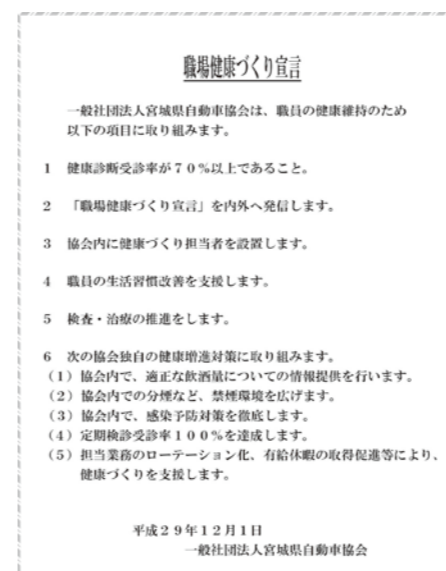 職場健康づくり宣言
一般社団法人宮城県自動車協会は、職員の健康維持のため
以下の項目に取り組みます。
1 健康診断受診率が70%以上であること。
2 「職場健康づくり宣言」を内外へ発信します。
3 協会内に健康づくり担当者を設置します。
4 職員の生活習慣改善を支援します。
5 検査・治療の推進をします。
6 次の協会独自の健康増進対策に取り組みます。
(1)協会内で、適正な飲酒量についての情報提供を行います。
(2)協会内での分煙など、禁煙環境を広げます。
(3)協会内で、感染予防対策を徹底します。
(4)定期検診受診率100%を達成します。
(5)担当業務のローテーション化、有給休暇の取得促進等により、
健康づくりを支援します。
平成29年12月1日
一般社団法人宮城県自動車協会